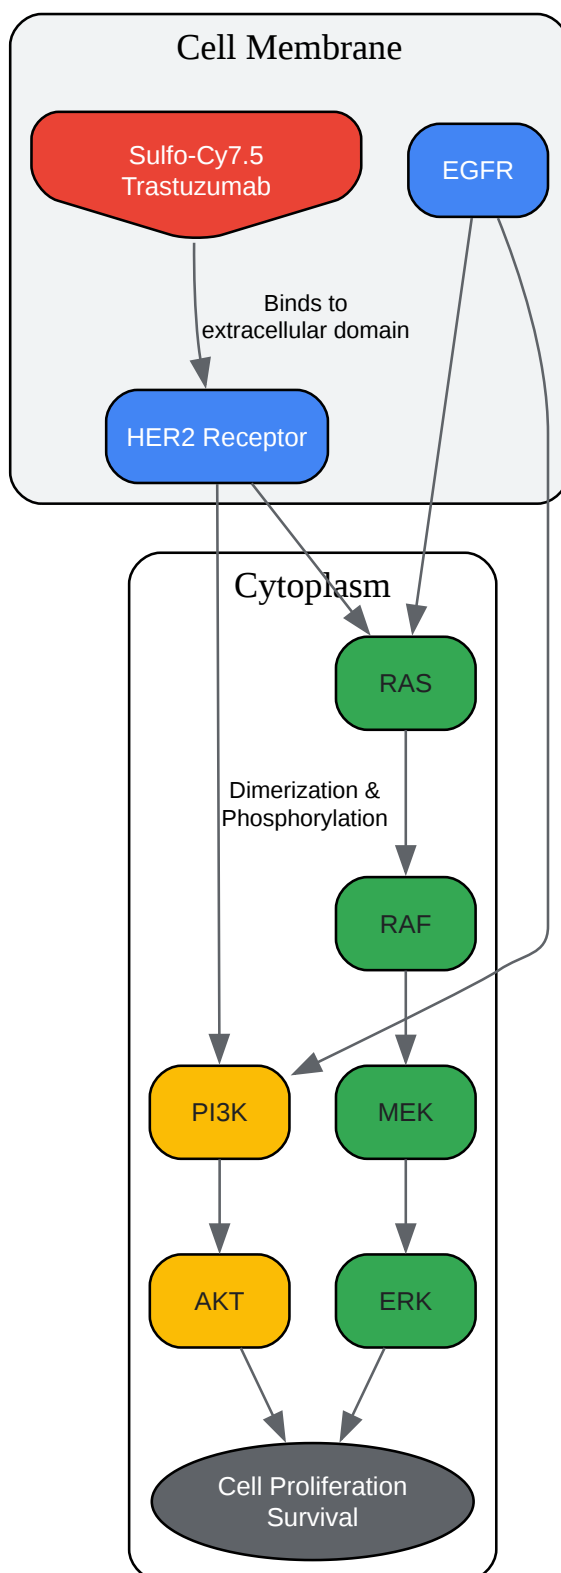 Cell Membrane
Sulfo-Cy7.5
Trastuzumab
EGFR
Binds to
extracellular domain
HER2 Receptor
Cytoplasm
RAS
Dimerization &
Phosphorylation
RAF
PI3K
MEK
AKT
ERK
Cell Proliferation
Survival